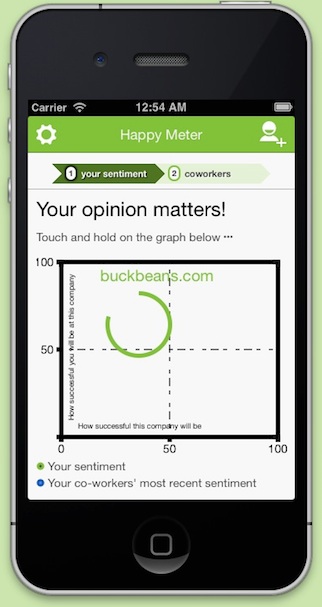 Carrier 12:54 AM
Happy Meter
1 your sentiment 2 coworkers
Your opinion matters!
Touch and hold on the graph below •••
100
buckbeans.com
How successful you will be at this company
50
How successful this company will be
0 50 100
Your sentiment
Your co-workers' most recent sentiment